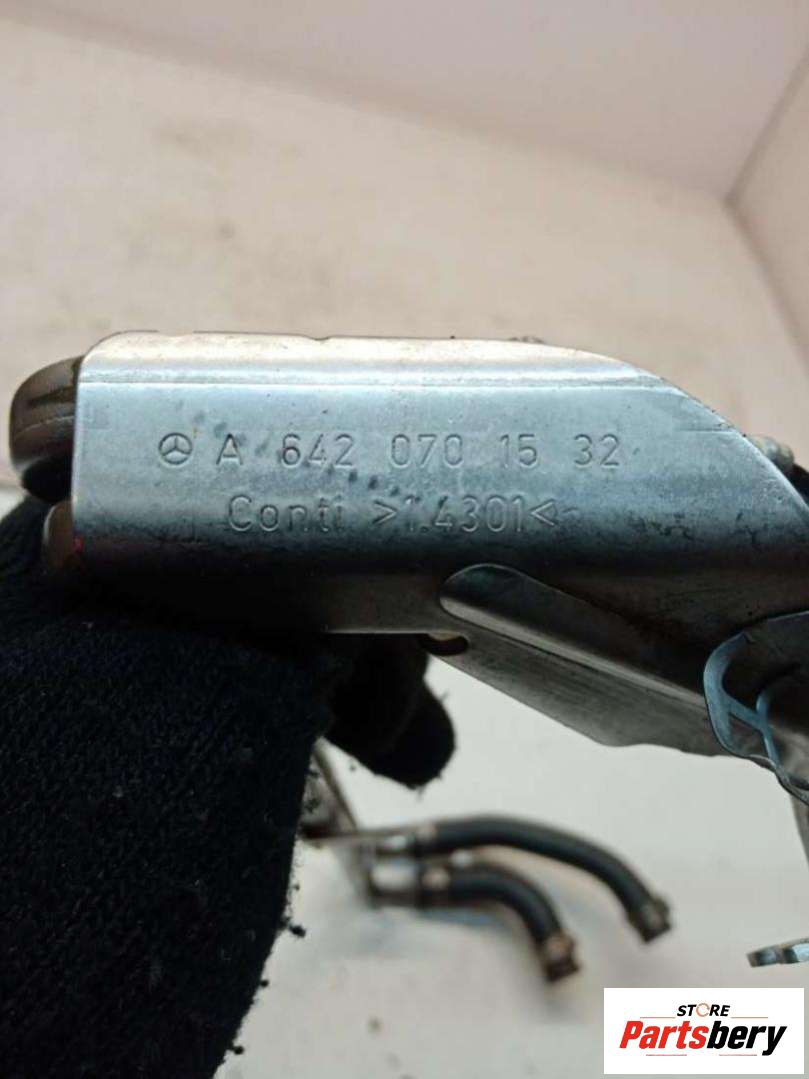 A 642 070 15 32
Conti >1.4301<
STORE
Partsbery